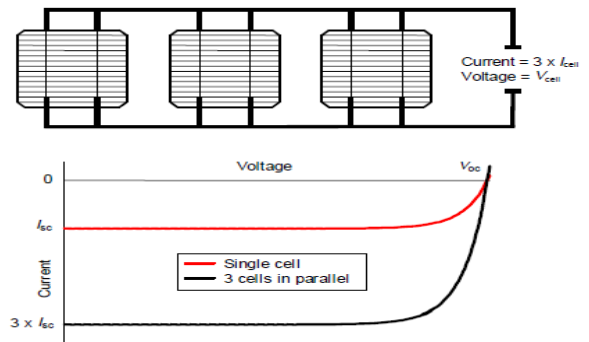 Current = 3 x Icell
Voltage = Vcell
Voltage
Voc
0
Isc
Single cell
3 cells in parallel
Current
3 x Isc